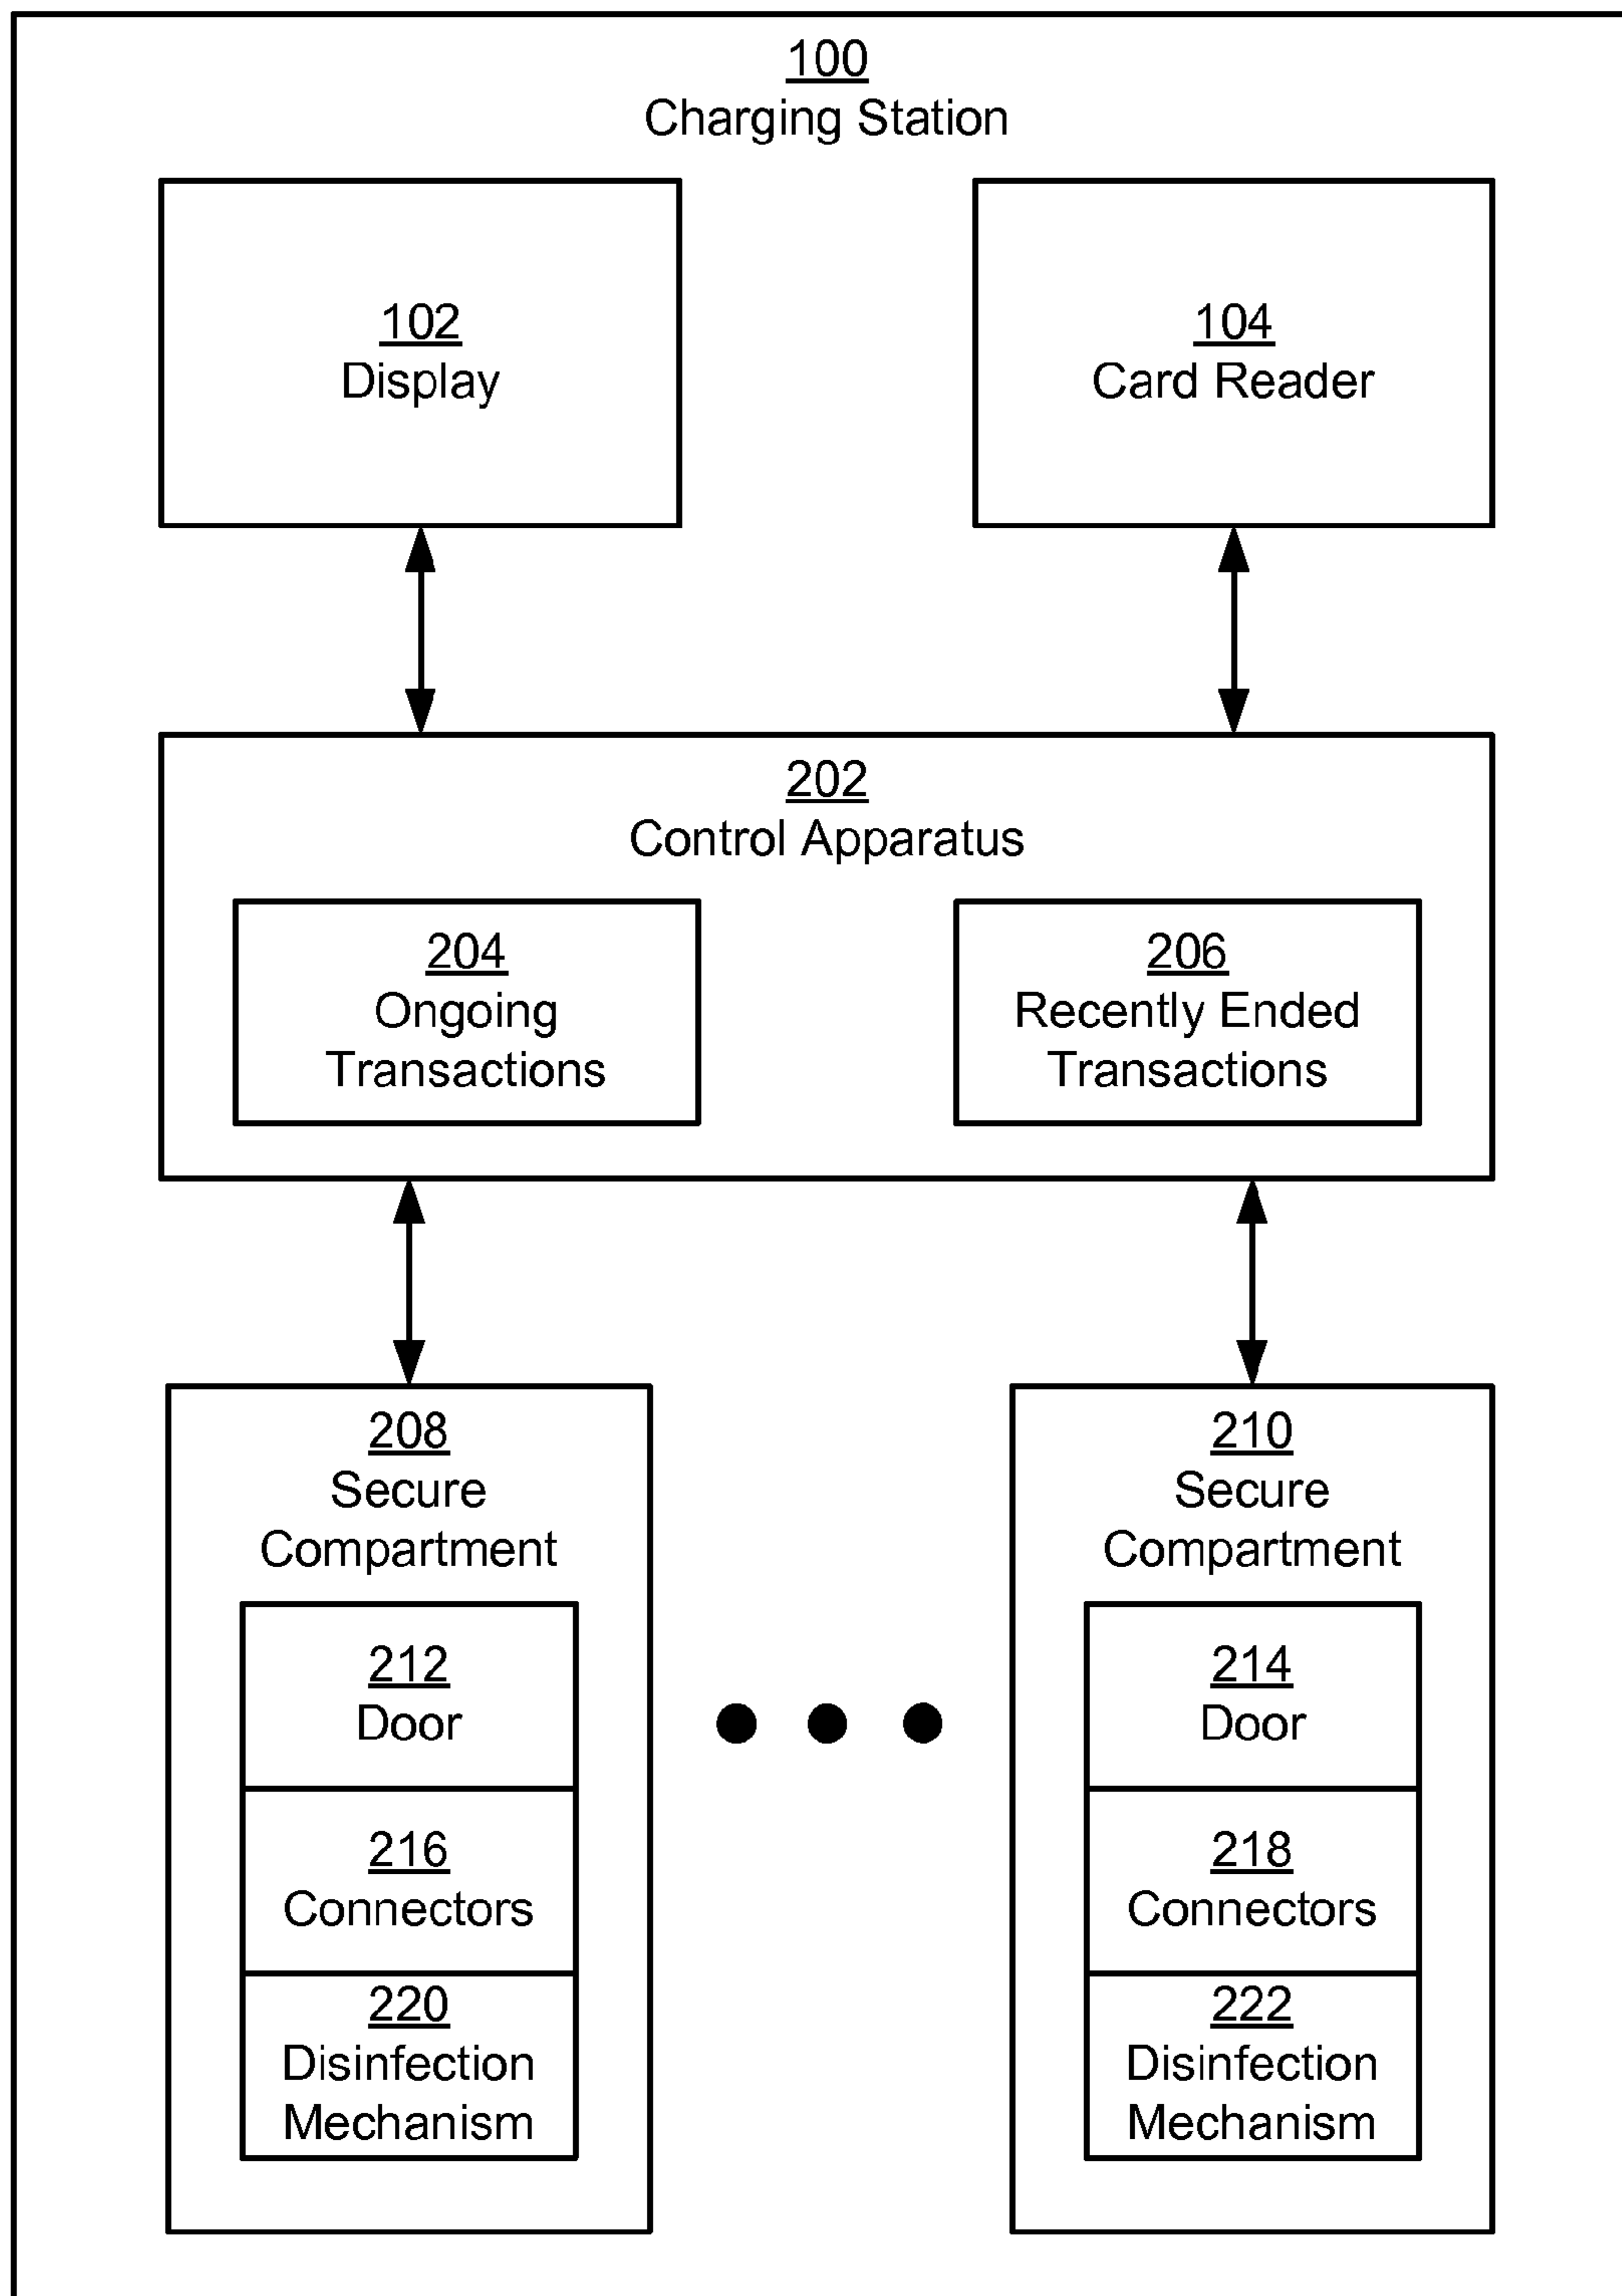 100
Charging Station
102
Display
104
Card Reader
202
Control Apparatus
204
Ongoing
Transactions
206
Recently Ended
Transactions
208
Secure
Compartment
212
Door
216
Connectors
220
Disinfection
Mechanism
210
Secure
Compartment
214
Door
218
Connectors
222
Disinfection
Mechanism